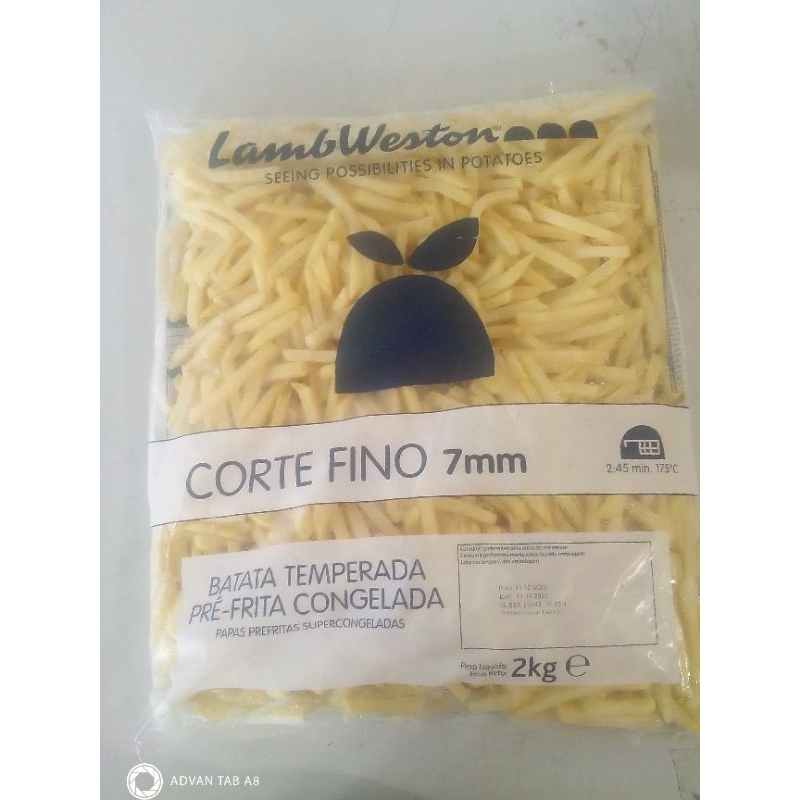 LambWeston®
SEEING POSSIBILITIES IN POTATOES
CORTE FINO 7mm
2:45 min. 175°C
BATATA TEMPERADA
PRÉ-FRITA CONGELADA
PAPAS PREFRITAS SUPERCONGELADAS
Peso Líquido:
Peso Neto: 2kg e
ADVAN TAB A8